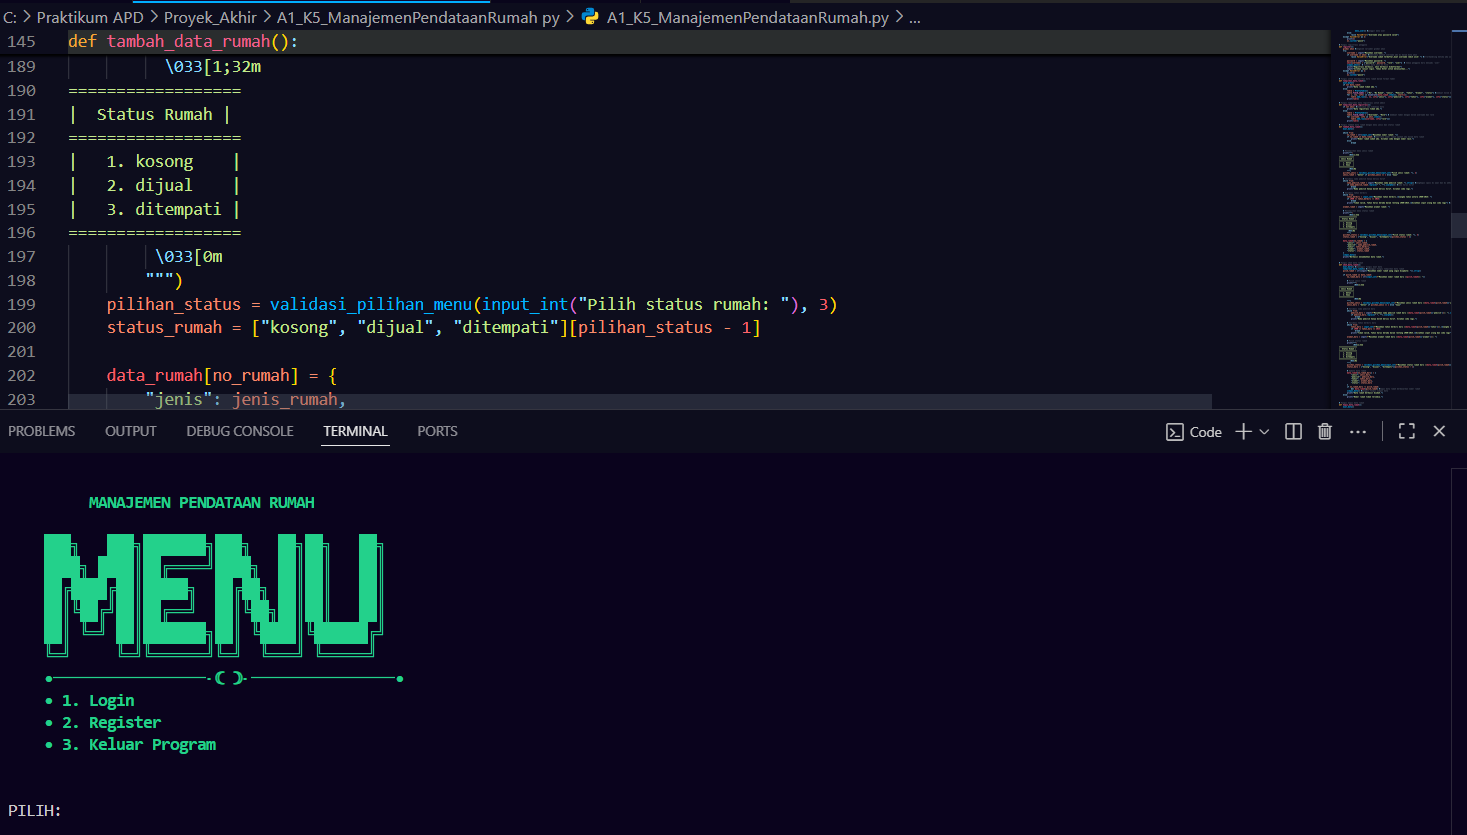 C: > Praktikum APD > Proyek_Akhir > A1_K5_ManajemenPendataanRumah py > A1_K5_ManajemenPendataanRumah.py > ...
145 def tambah_data_rumah():
189 \033[1;32m
190 ==================
191 |  Status Rumah |
192 ==================
193 |   1. kosong    |
194 |   2. dijual    |
195 |   3. ditempati |
196 ==================
197 \033[0m
198 """)
199 pilihan_status = validasi_pilihan_menu(input_int("Pilih status rumah: "), 3)
200 status_rumah = ["kosong", "dijual", "ditempati"][pilihan_status - 1]
201
202 data_rumah[no_rumah] = {
203 "jenis": jenis_rumah,
PROBLEMS OUTPUT DEBUG CONSOLE TERMINAL PORTS Code
MANAJEMEN PENDATAAN RUMAH
MENU
• 1. Login
• 2. Register
• 3. Keluar Program
PILIH: